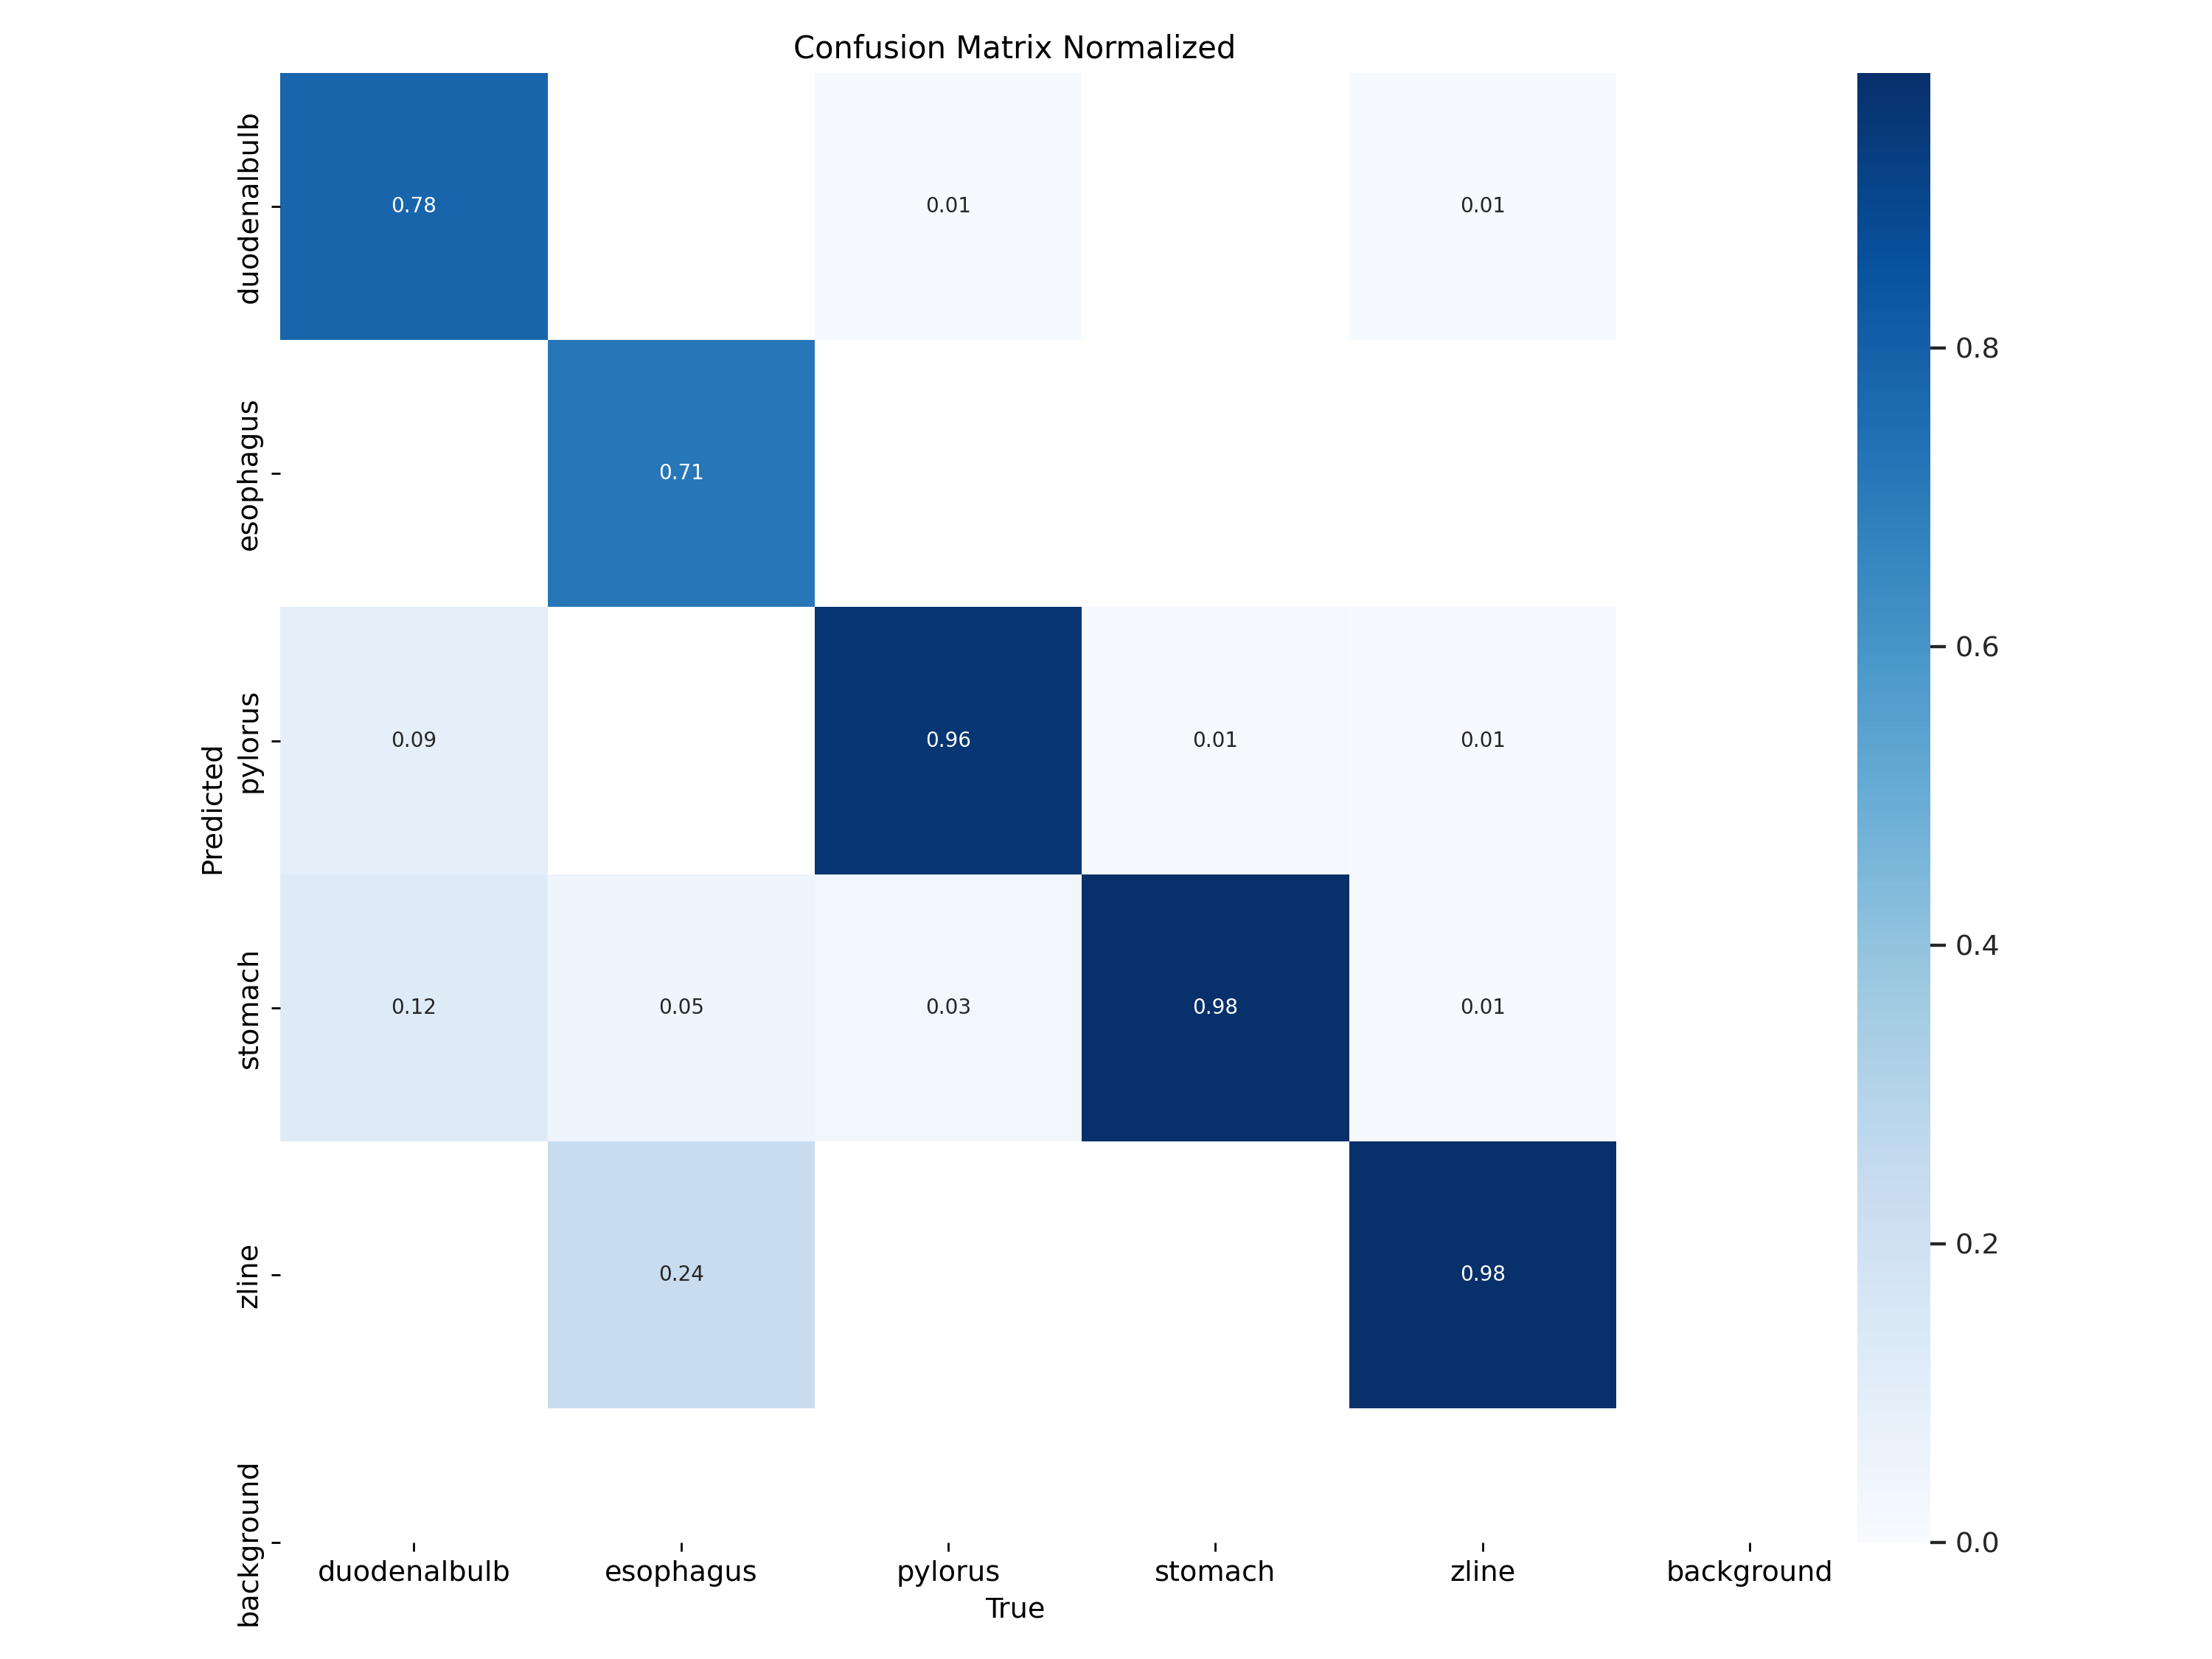 Confusion Matrix Normalized
duodenalbulb
0.78
0.01
0.01
esophagus
0.71
pylorus
0.09
0.96
0.01
0.01
stomach
0.12
0.05
0.03
0.98
0.01
zline
0.24
0.98
background
Predicted
duodenalbulb
esophagus
pylorus
stomach
zline
background
True
0.8
0.6
0.4
0.2
0.0